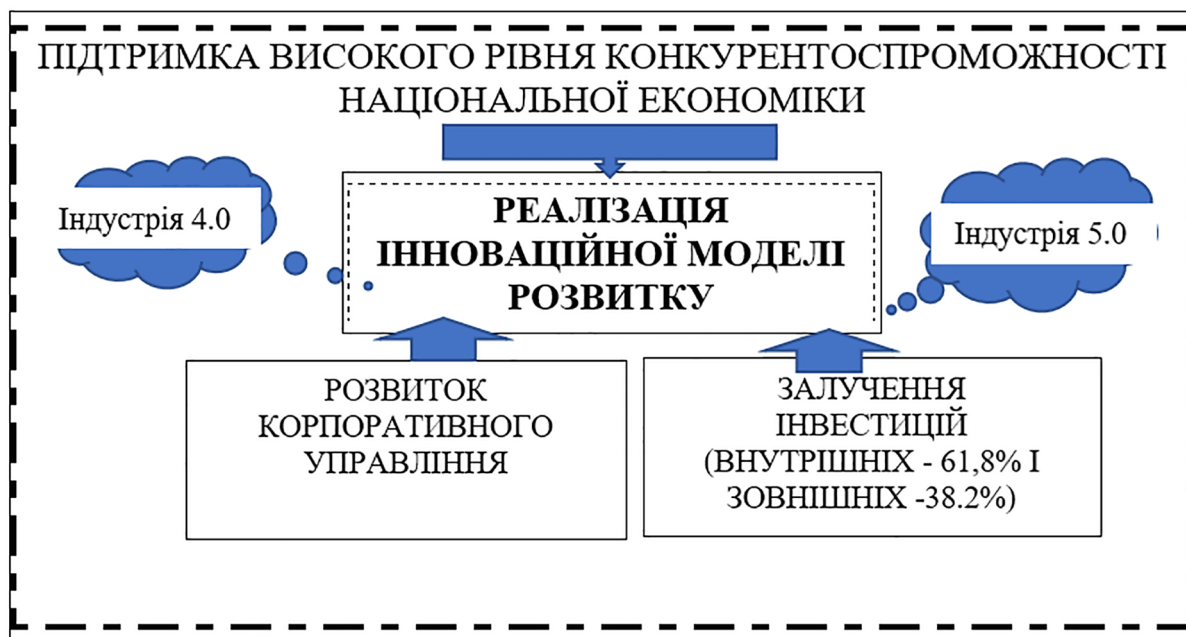 ПІДТРИМКА ВИСОКОГО РІВНЯ КОНКУРЕНТОСПРОМОЖНОСТІ
НАЦІОНАЛЬНОЇ ЕКОНОМІКИ
Індустрія 4.0
РЕАЛІЗАЦІЯ
ІННОВАЦІЙНОЇ МОДЕЛІ
РОЗВИТКУ
Індустрія 5.0
РОЗВИТОК
КОРПОРАТИВНОГО
УПРАВЛІННЯ
ЗАЛУЧЕННЯ
ІНВЕСТИЦІЙ
(ВНУТРІШНІХ - 61,8% І
ЗОВНІШНІХ -38.2%)